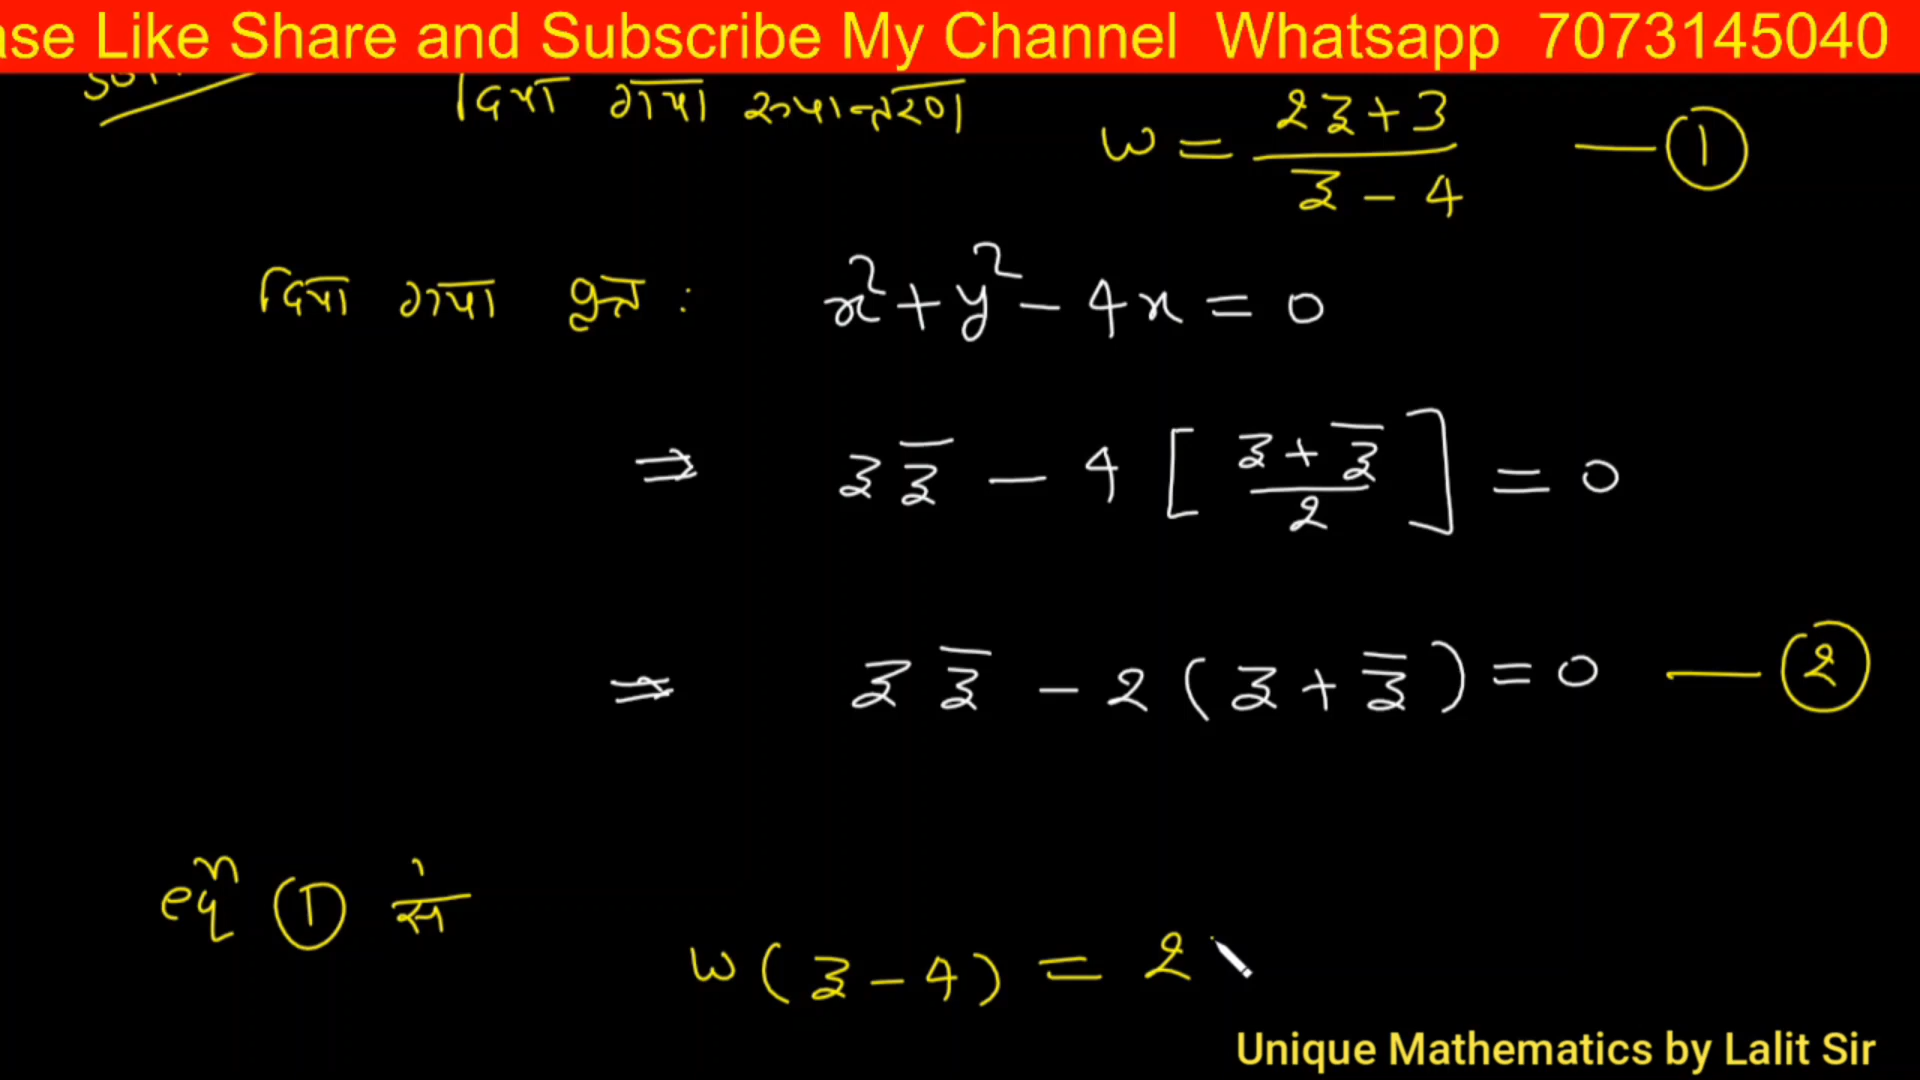 ase Like Share and Subscribe My Channel Whatsapp 7073145040
दिया गया रूपान्तरण w = (2z + 3)/(z - 4) — ①
दिया गया वृत्त : x² + y² - 4x = 0
⇒ z z̅ - 4 [ (z + z̅)/2 ] = 0
⇒ z z̅ - 2 ( z + z̅ ) = 0 — ②
eqⁿ ① से
w ( z - 4 ) = 2
Unique Mathematics by Lalit Sir